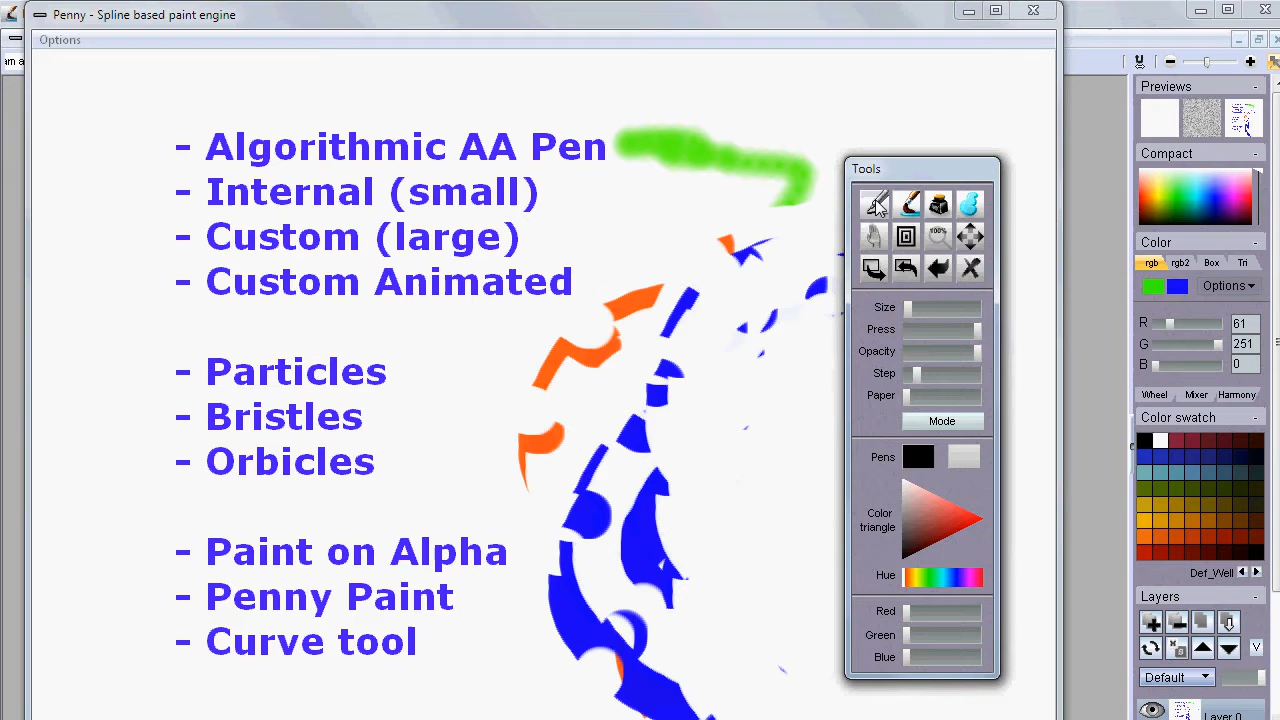 Penny - Spline based paint engine
Options
- Algorithmic AA Pen
- Internal (small)
- Custom (large)
- Custom Animated
- Particles
- Bristles
- Orbicles
- Paint on Alpha
- Penny Paint
- Curve tool
Tools
100%
Size
Press
Opacity
Step
Paper
Mode
Pens
Color
triangle
Hue
Red
Green
Blue
Previews
Compact
Color
rgb rgb2 Box Tri
Options
R 61
G 251
B 0
Wheel Mixer Harmony
Color swatch
Def_Well
Layers
V
Default
Layer 0